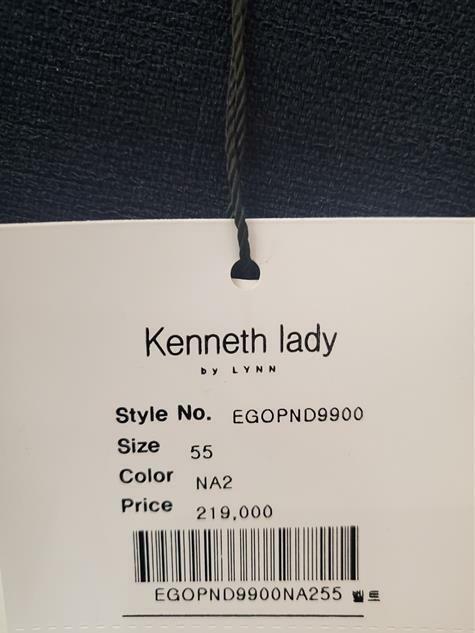 Kenneth lady
by LYNN
Style No. EGOPND9900
Size 55
Color NA2
Price 219,000
EGOPND9900NA255